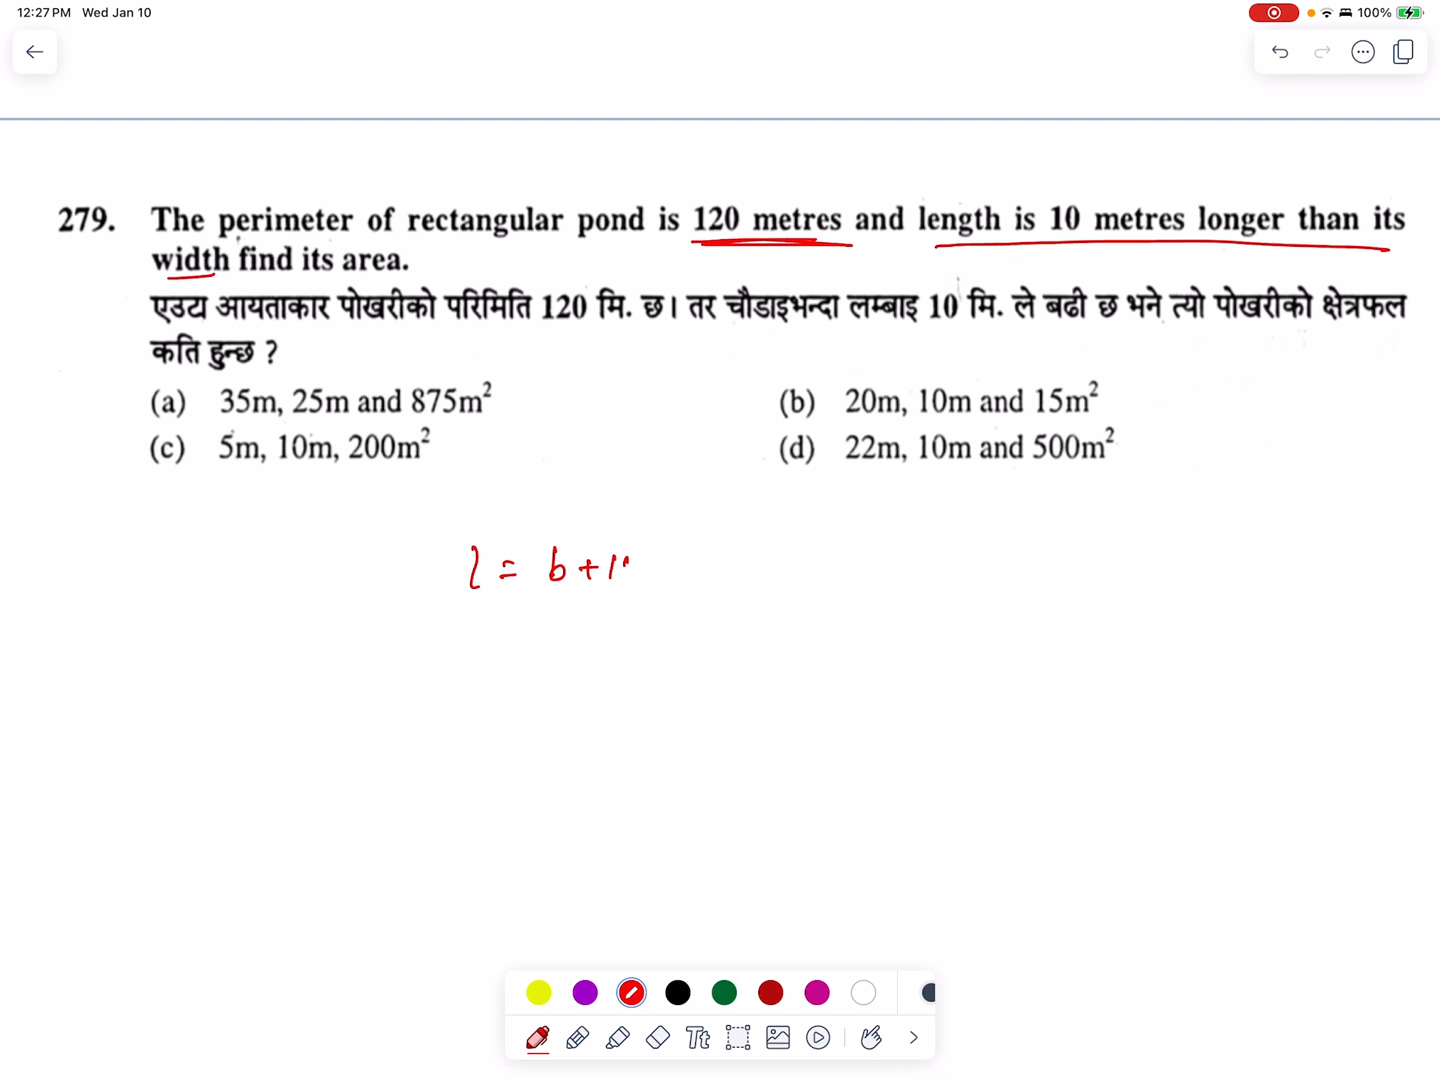 12:27 PM Wed Jan 10
100%
279. The perimeter of rectangular pond is 120 metres and length is 10 metres longer than its
width find its area.
एउटा आयताकार पोखरीको परिमिति 120 मि. छ। तर चौडाइभन्दा लम्बाइ 10 मि. ले बढी छ भने त्यो पोखरीको क्षेत्रफल
कति हुन्छ ?
(a) 35m, 25m and 875m²
(b) 20m, 10m and 15m²
(c) 5m, 10m, 200m²
(d) 22m, 10m and 500m²
l = b +
Tt